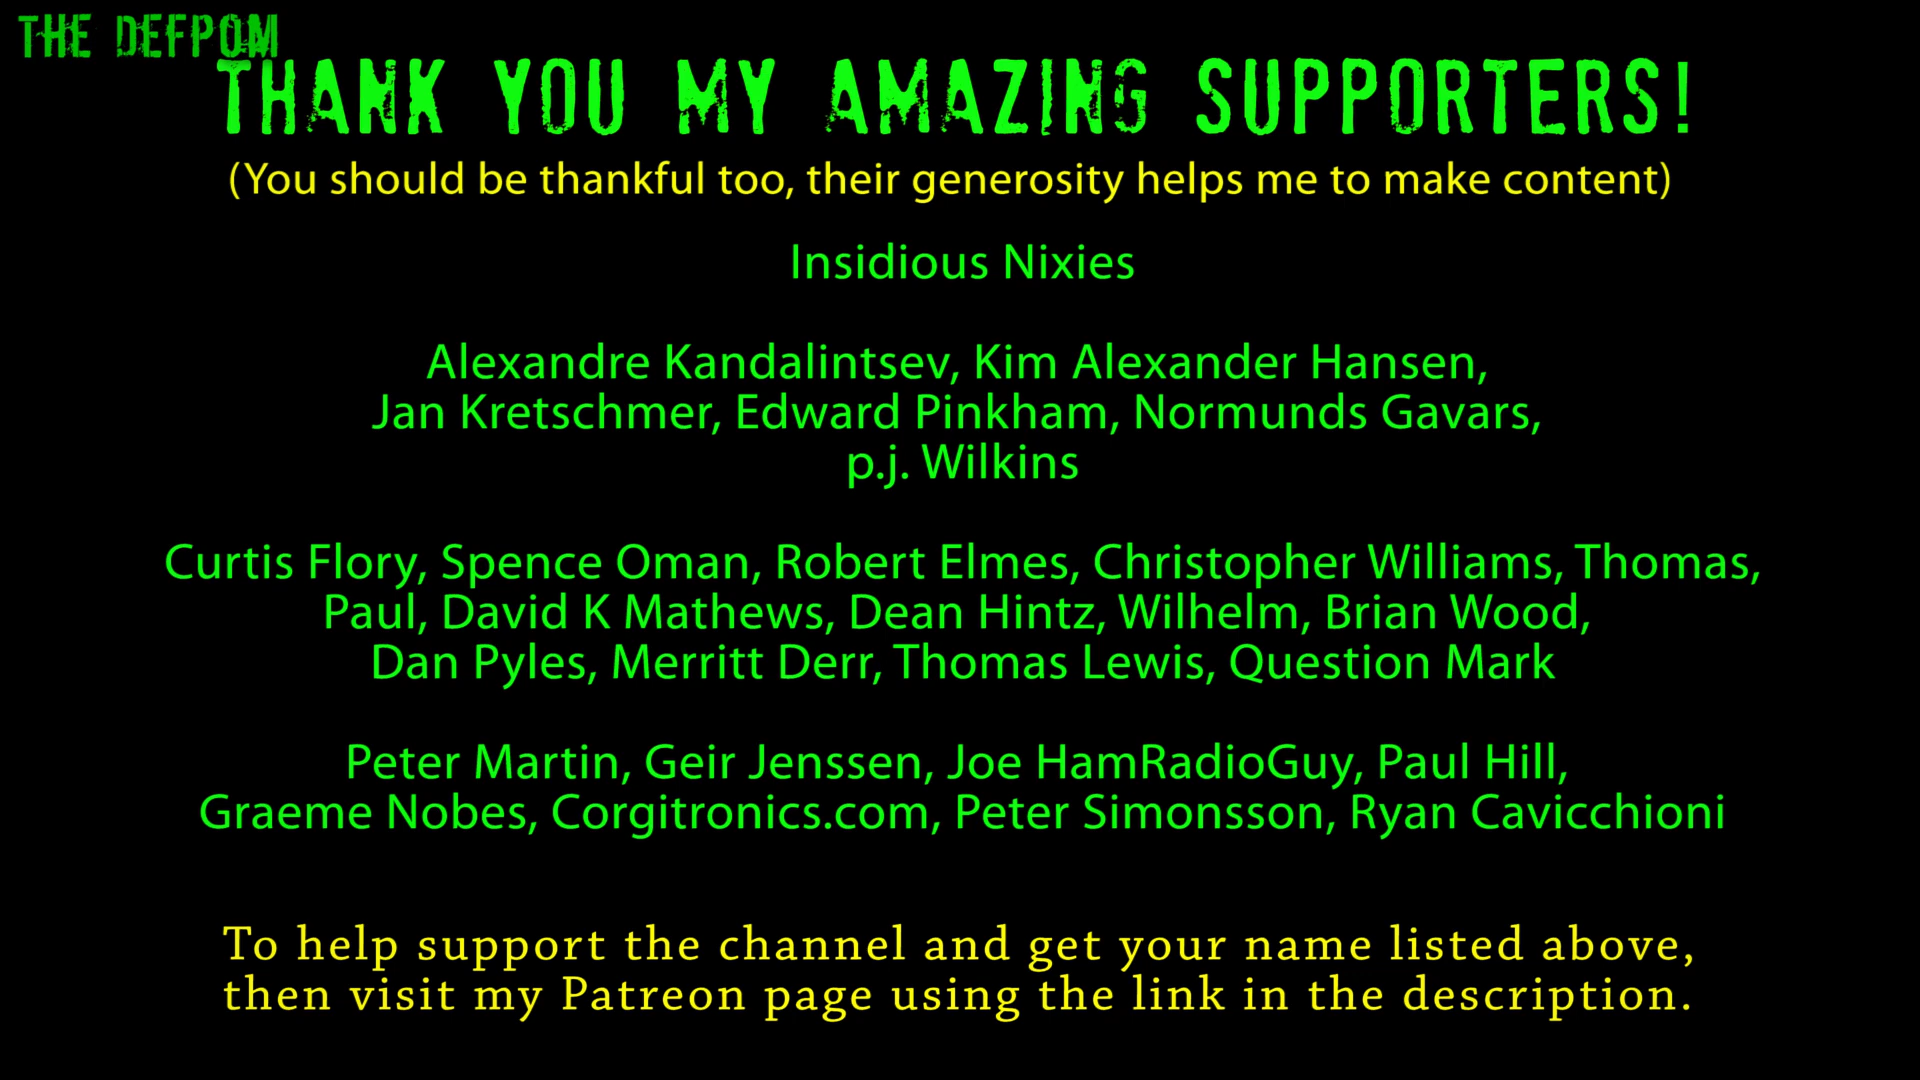 THE DEFPOM
THANK YOU MY AMAZING SUPPORTERS!
(You should be thankful too, their generosity helps me to make content)
Insidious Nixies
Alexandre Kandalintsev, Kim Alexander Hansen,
Jan Kretschmer, Edward Pinkham, Normunds Gavars,
p.j. Wilkins
Curtis Flory, Spence Oman, Robert Elmes, Christopher Williams, Thomas,
Paul, David K Mathews, Dean Hintz, Wilhelm, Brian Wood,
Dan Pyles, Merritt Derr, Thomas Lewis, Question Mark
Peter Martin, Geir Jenssen, Joe HamRadioGuy, Paul Hill,
Graeme Nobes, Corgitronics.com, Peter Simonsson, Ryan Cavicchioni
To help support the channel and get your name listed above,
then visit my Patreon page using the link in the description.